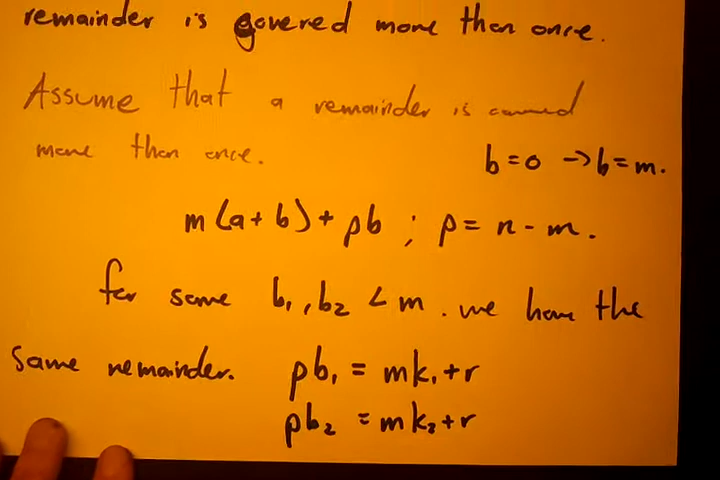 remainder is covered more than once.
Assume that a remainder is covered
more than once.
b=0 → b=m.
m(a+b)+pb ; p=n-m.
for some b₁, b₂ < m. we have the
same remainder. pb₁ = mk₁+r
pb₂ = mk₂+r